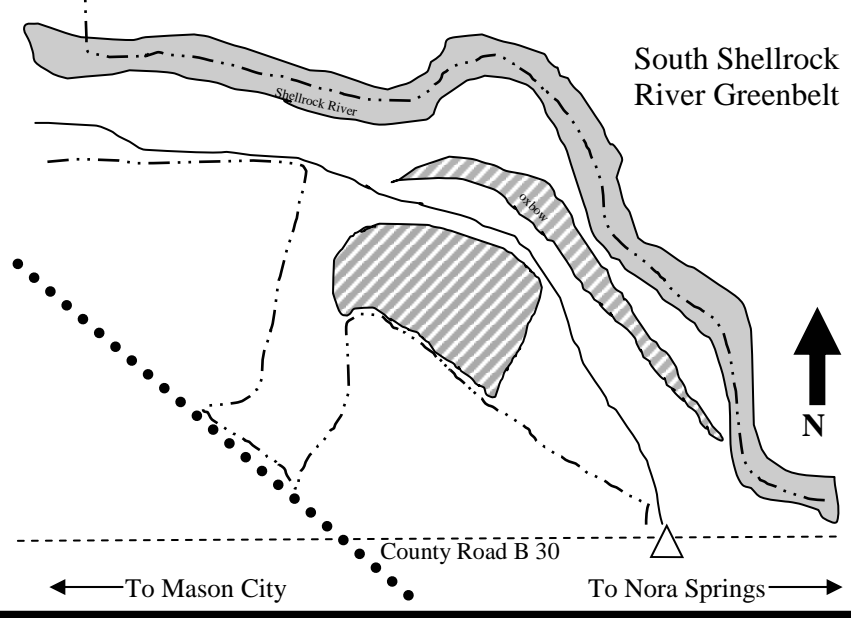 South Shellrock
River Greenbelt
Shellrock River
oxbow
N
County Road B 30
To Mason City
To Nora Springs